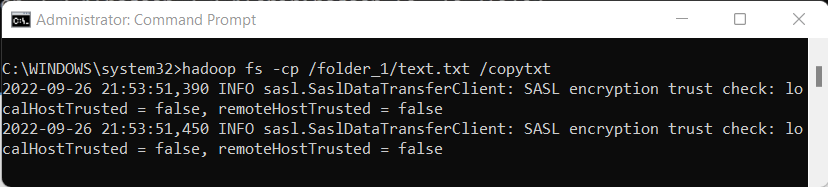 Administrator: Command Prompt
C:\WINDOWS\system32>hadoop fs -cp /folder_1/text.txt /copytxt
2022-09-26 21:53:51,390 INFO sasl.SaslDataTransferClient: SASL encryption trust check: lo
calHostTrusted = false, remoteHostTrusted = false
2022-09-26 21:53:51,450 INFO sasl.SaslDataTransferClient: SASL encryption trust check: lo
calHostTrusted = false, remoteHostTrusted = false